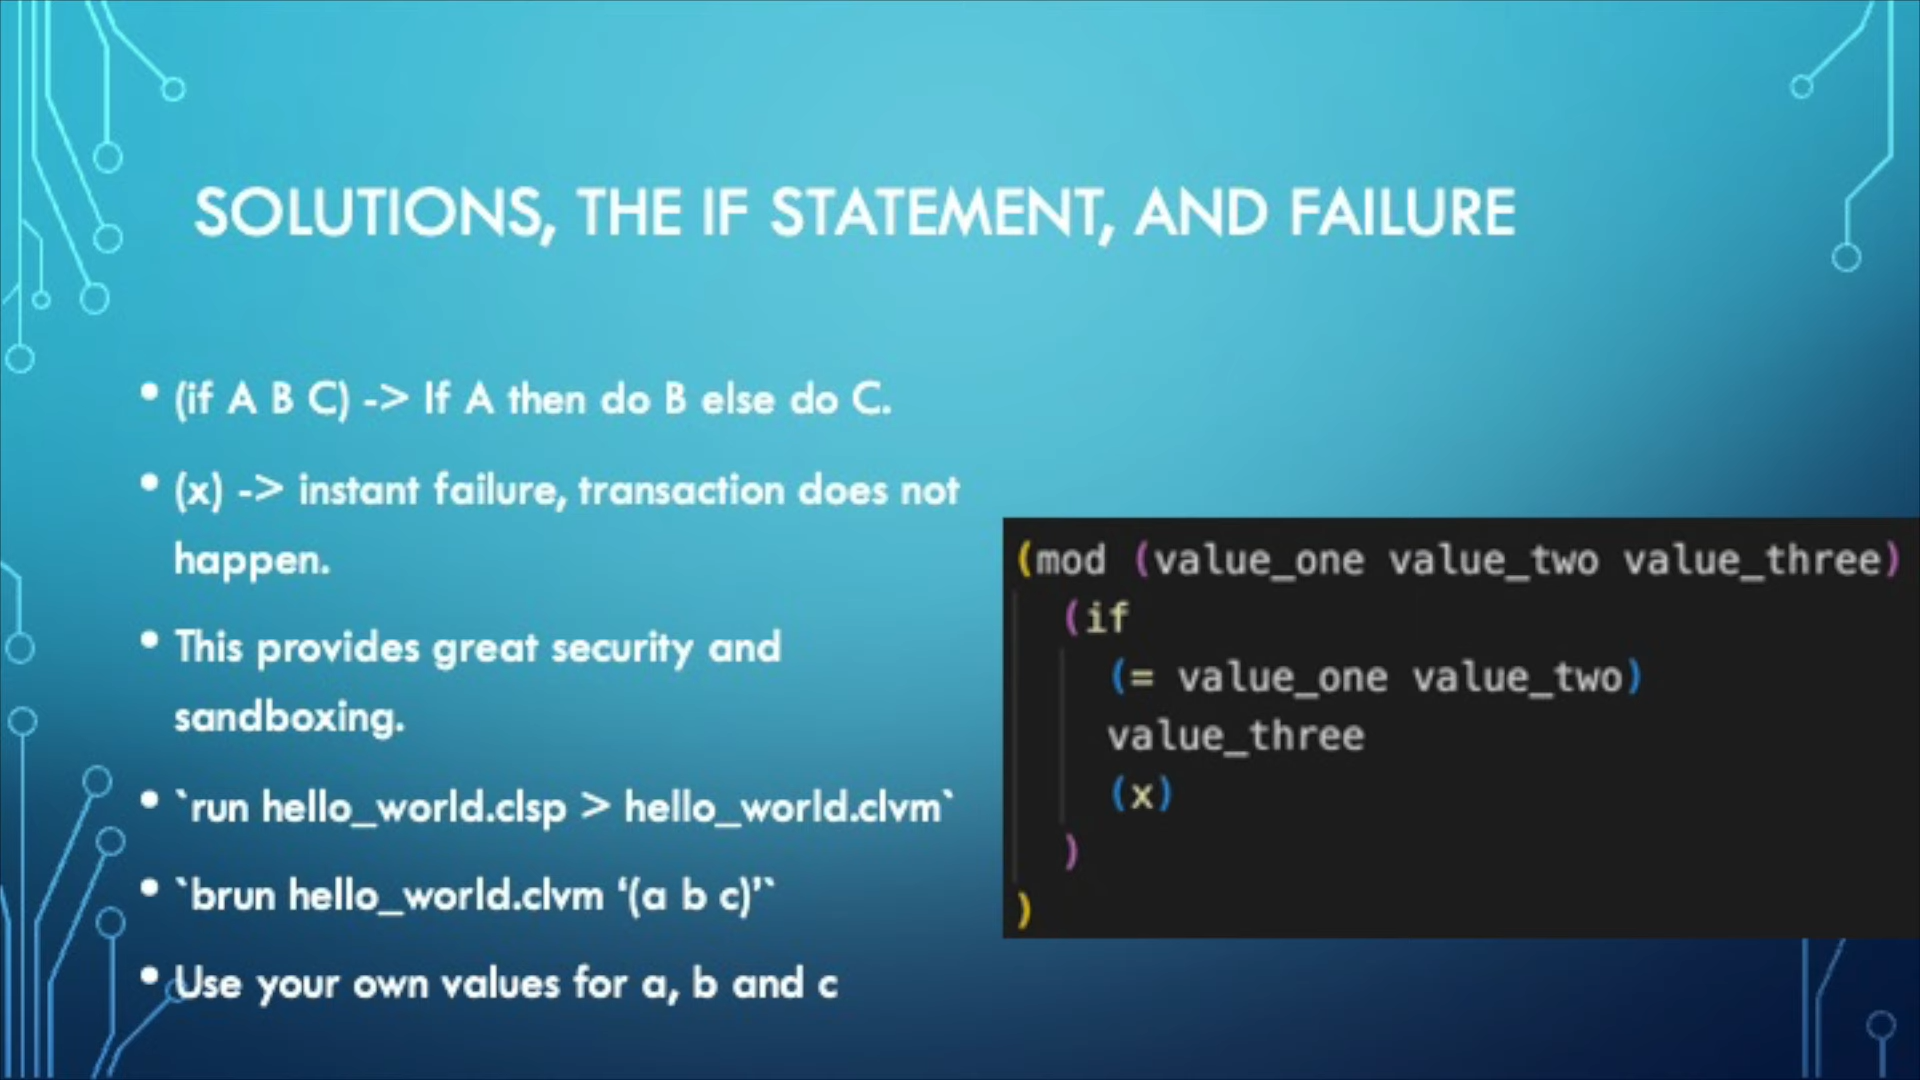 SOLUTIONS, THE IF STATEMENT, AND FAILURE
• (if A B C) -> If A then do B else do C.
• (x) -> instant failure, transaction does not
happen.
• This provides great security and
sandboxing.
• `run hello_world.clsp > hello_world.clvm`
• `brun hello_world.clvm ‘(a b c)’`
• Use your own values for a, b and c
(mod (value_one value_two value_three)
(if
(= value_one value_two)
value_three
(x)
)
)